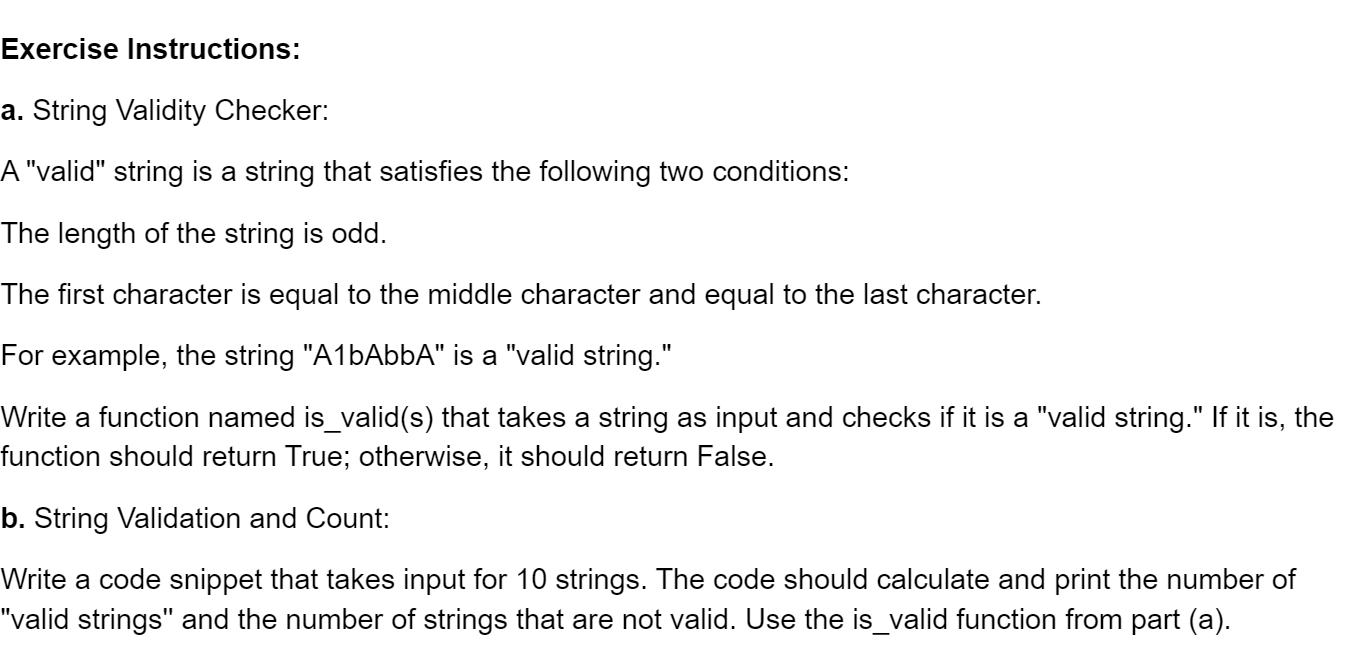 Exercise Instructions:
a. String Validity Checker:
A "valid" string is a string that satisfies the following two conditions:
The length of the string is odd.
The first character is equal to the middle character and equal to the last character.
For example, the string "A1bAbbA" is a "valid string."
Write a function named is_valid(s) that takes a string as input and checks if it is a "valid string." If it is, the
function should return True; otherwise, it should return False.
b. String Validation and Count:
Write a code snippet that takes input for 10 strings. The code should calculate and print the number of
"valid strings" and the number of strings that are not valid. Use the is_valid function from part (a).